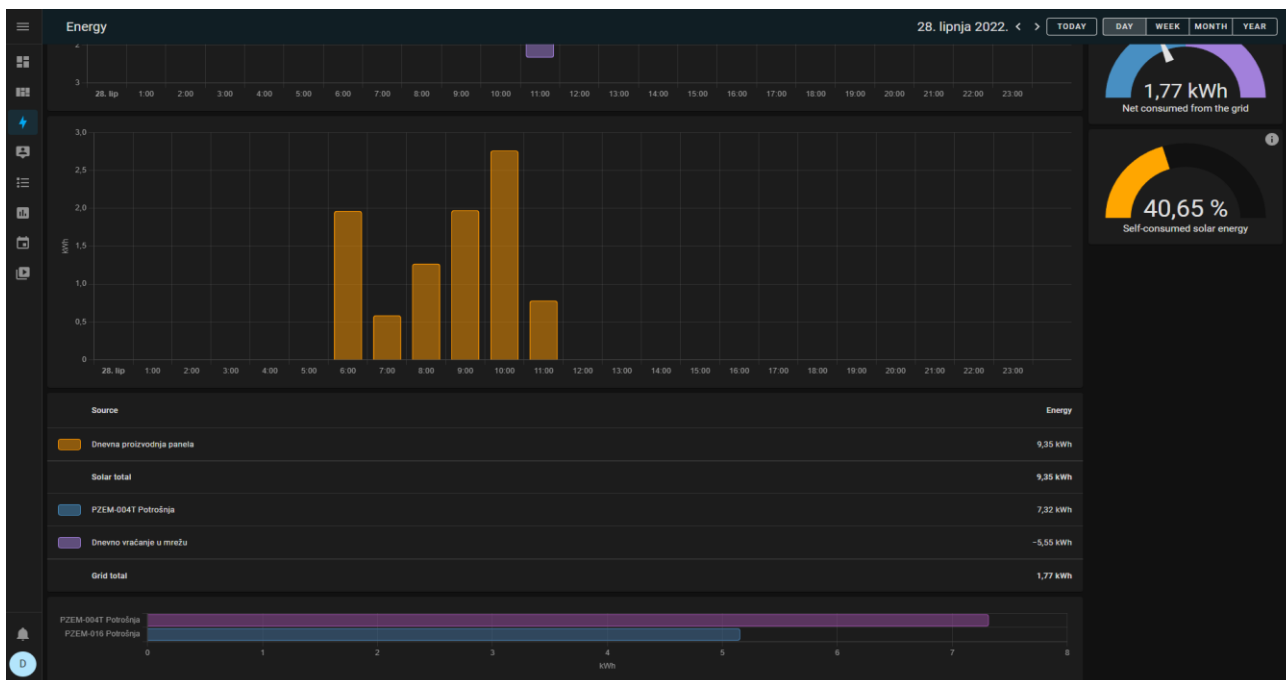 Energy
28. lipnja 2022. < > TODAY DAY WEEK MONTH YEAR
3
28. lip 1:00 2:00 3:00 4:00 5:00 6:00 7:00 8:00 9:00 10:00 11:00 12:00 13:00 14:00 15:00 16:00 17:00 18:00 19:00 20:00 21:00 22:00 23:00
1,77 kWh
Net consumed from the grid
3,0
2,5
2,0
1,5
1,0
0,5
0
kWh
28. lip 1:00 2:00 3:00 4:00 5:00 6:00 7:00 8:00 9:00 10:00 11:00 12:00 13:00 14:00 15:00 16:00 17:00 18:00 19:00 20:00 21:00 22:00 23:00
40,65 %
Self-consumed solar energy
Source Energy
Dnevna proizvodnja panela 9,35 kWh
Solar total 9,35 kWh
PZEM-004T Potrošnja 7,32 kWh
Dnevno vraćanje u mrežu −5,55 kWh
Grid total 1,77 kWh
PZEM-004T Potrošnja
PZEM-016 Potrošnja
0 1 2 3 4 5 6 7 8
kWh
D